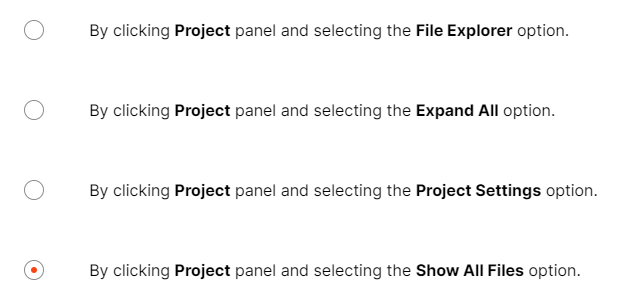 By clicking Project panel and selecting the File Explorer option.
By clicking Project panel and selecting the Expand All option.
By clicking Project panel and selecting the Project Settings option.
By clicking Project panel and selecting the Show All Files option.